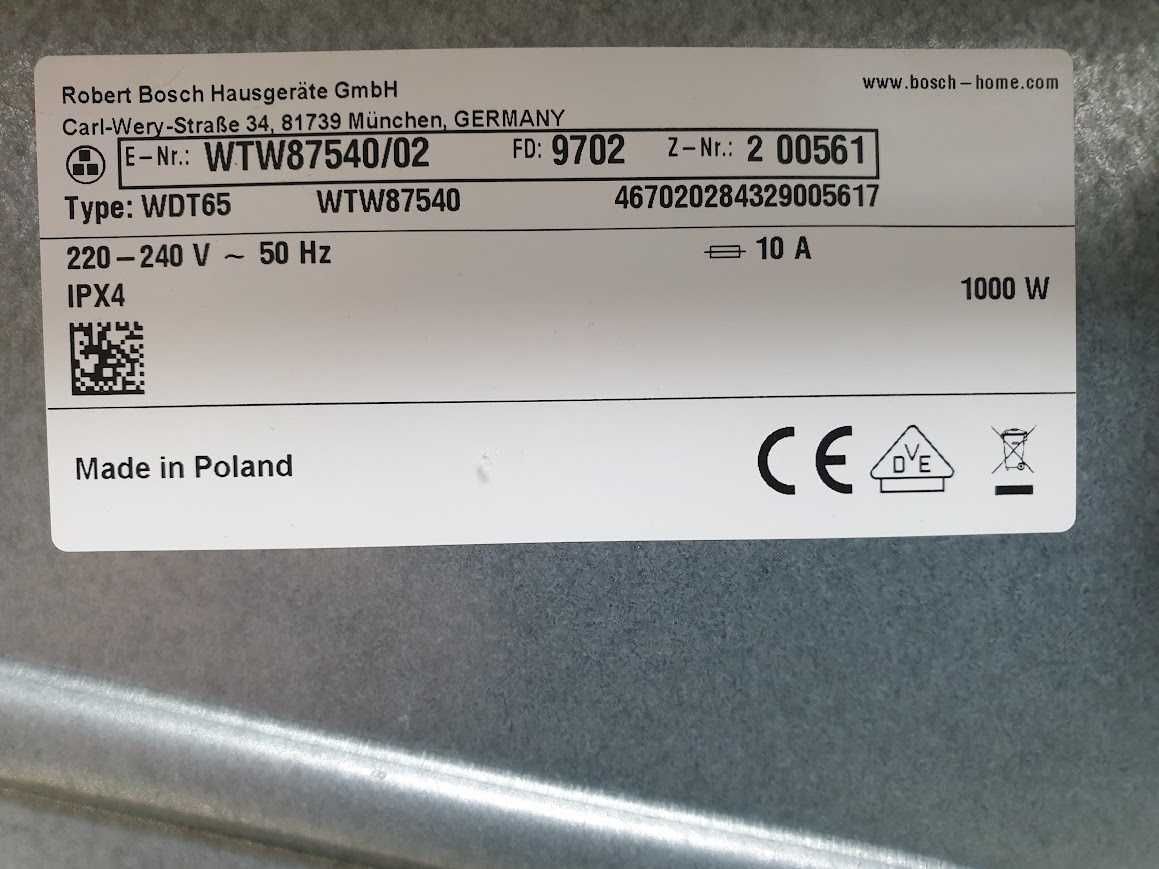 Robert Bosch Hausgeräte GmbH
www.bosch-home.com
Carl-Wery-Straße 34, 81739 München, GERMANY
E-Nr.: WTW87540/02 FD: 9702 Z-Nr.: 2 00561
Type: WDT65 WTW87540 467020284329005617
220-240 V ~ 50 Hz 10 A
IPX4 1000 W
Made in Poland
CE DVE